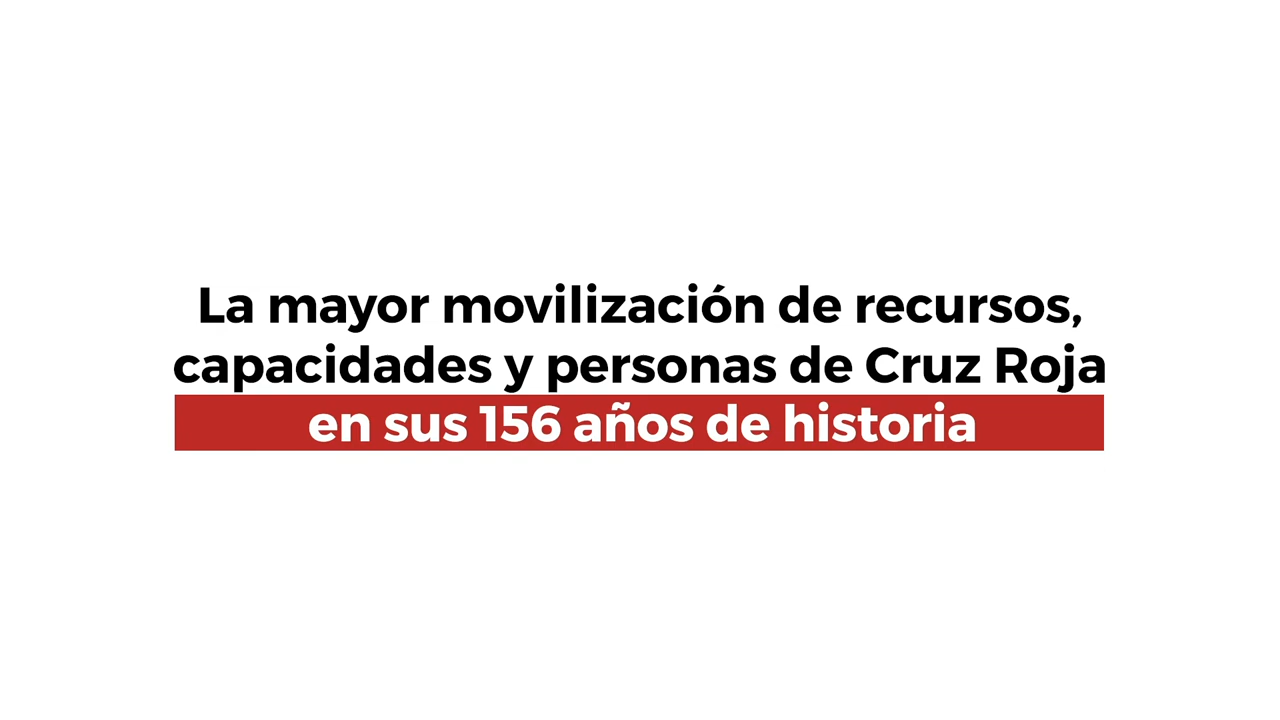 La mayor movilización de recursos,
capacidades y personas de Cruz Roja
en sus 156 años de historia